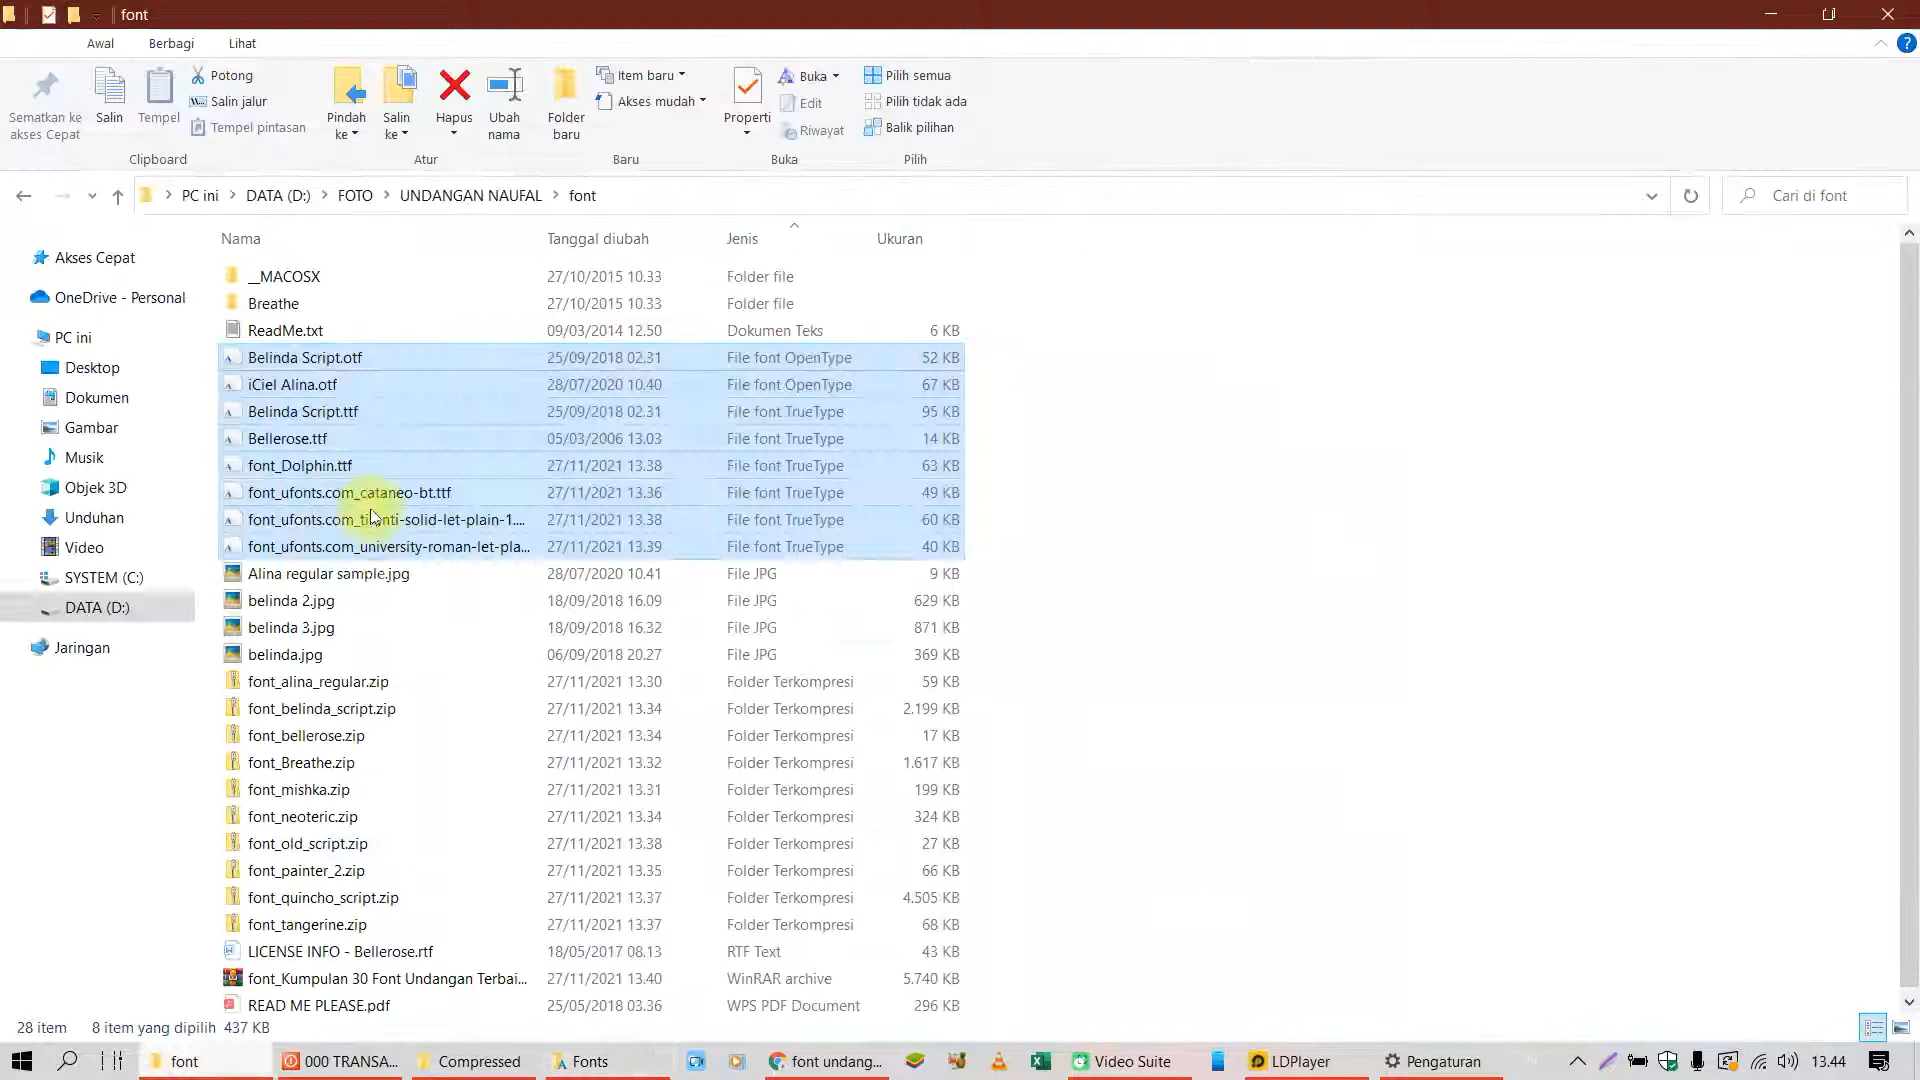 font
Awal Berbagi Lihat
Sematkan ke akses Cepat
Salin
Tempel
Potong
Salin jalur
Tempel pintasan
Clipboard
Pindah ke
Salin ke
Hapus
Ubah nama
Atur
Folder baru
Item baru
Akses mudah
Baru
Properti
Buka
Edit
Riwayat
Buka
Pilih semua
Pilih tidak ada
Balik pilihan
Pilih
PC ini DATA (D:) FOTO UNDANGAN NAUFAL font
Cari di font
Akses Cepat
OneDrive - Personal
PC ini
Desktop
Dokumen
Gambar
Musik
Objek 3D
Unduhan
Video
SYSTEM (C:)
DATA (D:)
Jaringan
Nama Tanggal diubah Jenis Ukuran
__MACOSX 27/10/2015 10.33 Folder file
Breathe 27/10/2015 10.33 Folder file
ReadMe.txt 09/03/2014 12.50 Dokumen Teks 6 KB
Belinda Script.otf 25/09/2018 02.31 File font OpenType 52 KB
iCiel Alina.otf 28/07/2020 10.40 File font OpenType 67 KB
Belinda Script.ttf 25/09/2018 02.31 File font TrueType 95 KB
Bellerose.ttf 05/03/2006 13.03 File font TrueType 14 KB
font_Dolphin.ttf 27/11/2021 13.38 File font TrueType 63 KB
font_ufonts.com_cataneo-bt.ttf 27/11/2021 13.36 File font TrueType 49 KB
27/11/2021 13.38 File font TrueType 60 KB
font_ufonts.com_university-roman-let-pla... 27/11/2021 13.39 File font TrueType 40 KB
Alina regular sample.jpg 28/07/2020 10.41 File JPG 9 KB
belinda 2.jpg 18/09/2018 16.09 File JPG 629 KB
belinda 3.jpg 18/09/2018 16.32 File JPG 871 KB
belinda.jpg 06/09/2018 20.27 File JPG 369 KB
font_alina_regular.zip 27/11/2021 13.30 Folder Terkompresi 59 KB
font_belinda_script.zip 27/11/2021 13.34 Folder Terkompresi 2.199 KB
font_bellerose.zip 27/11/2021 13.34 Folder Terkompresi 17 KB
font_Breathe.zip 27/11/2021 13.32 Folder Terkompresi 1.617 KB
font_mishka.zip 27/11/2021 13.31 Folder Terkompresi 199 KB
font_neoteric.zip 27/11/2021 13.34 Folder Terkompresi 324 KB
font_old_script.zip 27/11/2021 13.38 Folder Terkompresi 27 KB
font_painter_2.zip 27/11/2021 13.35 Folder Terkompresi 66 KB
font_quincho_script.zip 27/11/2021 13.37 Folder Terkompresi 4.505 KB
font_tangerine.zip 27/11/2021 13.37 Folder Terkompresi 68 KB
LICENSE INFO - Bellerose.rtf 18/05/2017 08.13 RTF Text 43 KB
font_Kumpulan 30 Font Undangan Terbai... 27/11/2021 13.40 WinRAR archive 5.740 KB
READ ME PLEASE.pdf 25/05/2018 03.36 WPS PDF Document 296 KB
28 item 8 item yang dipilih 437 KB
font 000 TRANSA... Compressed Fonts font undang... Video Suite LDPlayer Pengaturan 13.44